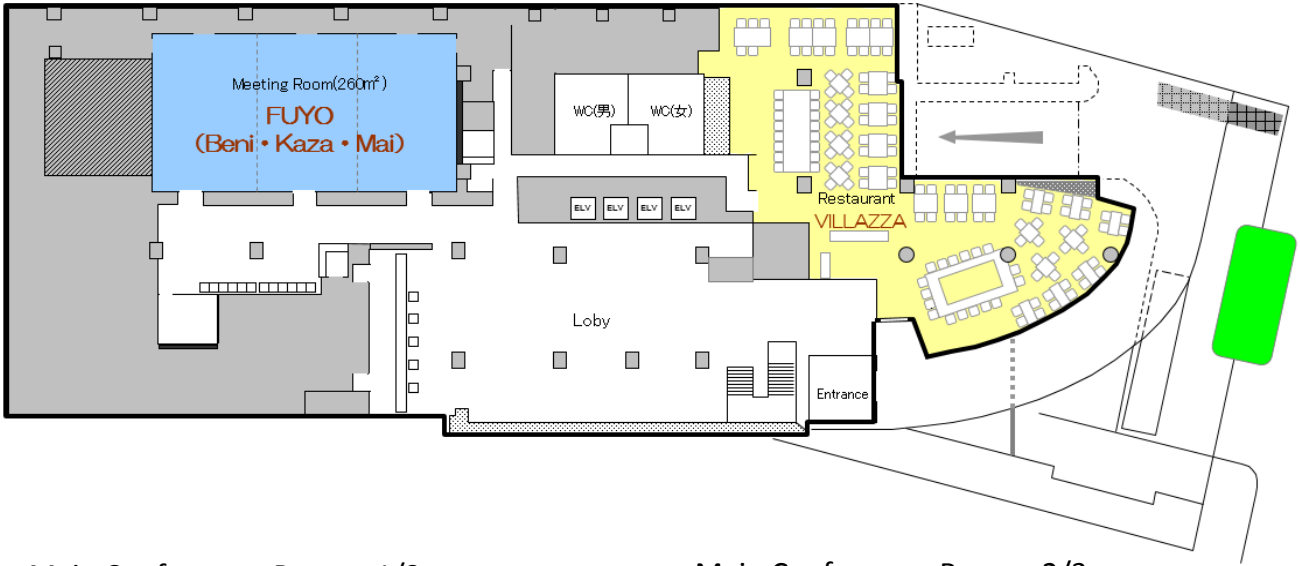 Meeting Room(260㎡)
FUYO
(Beni・Kaza・Mai)
WC(男)
WC(女)
ELV ELV ELV ELV
Restaurant
VILLAZZA
Loby
Entrance